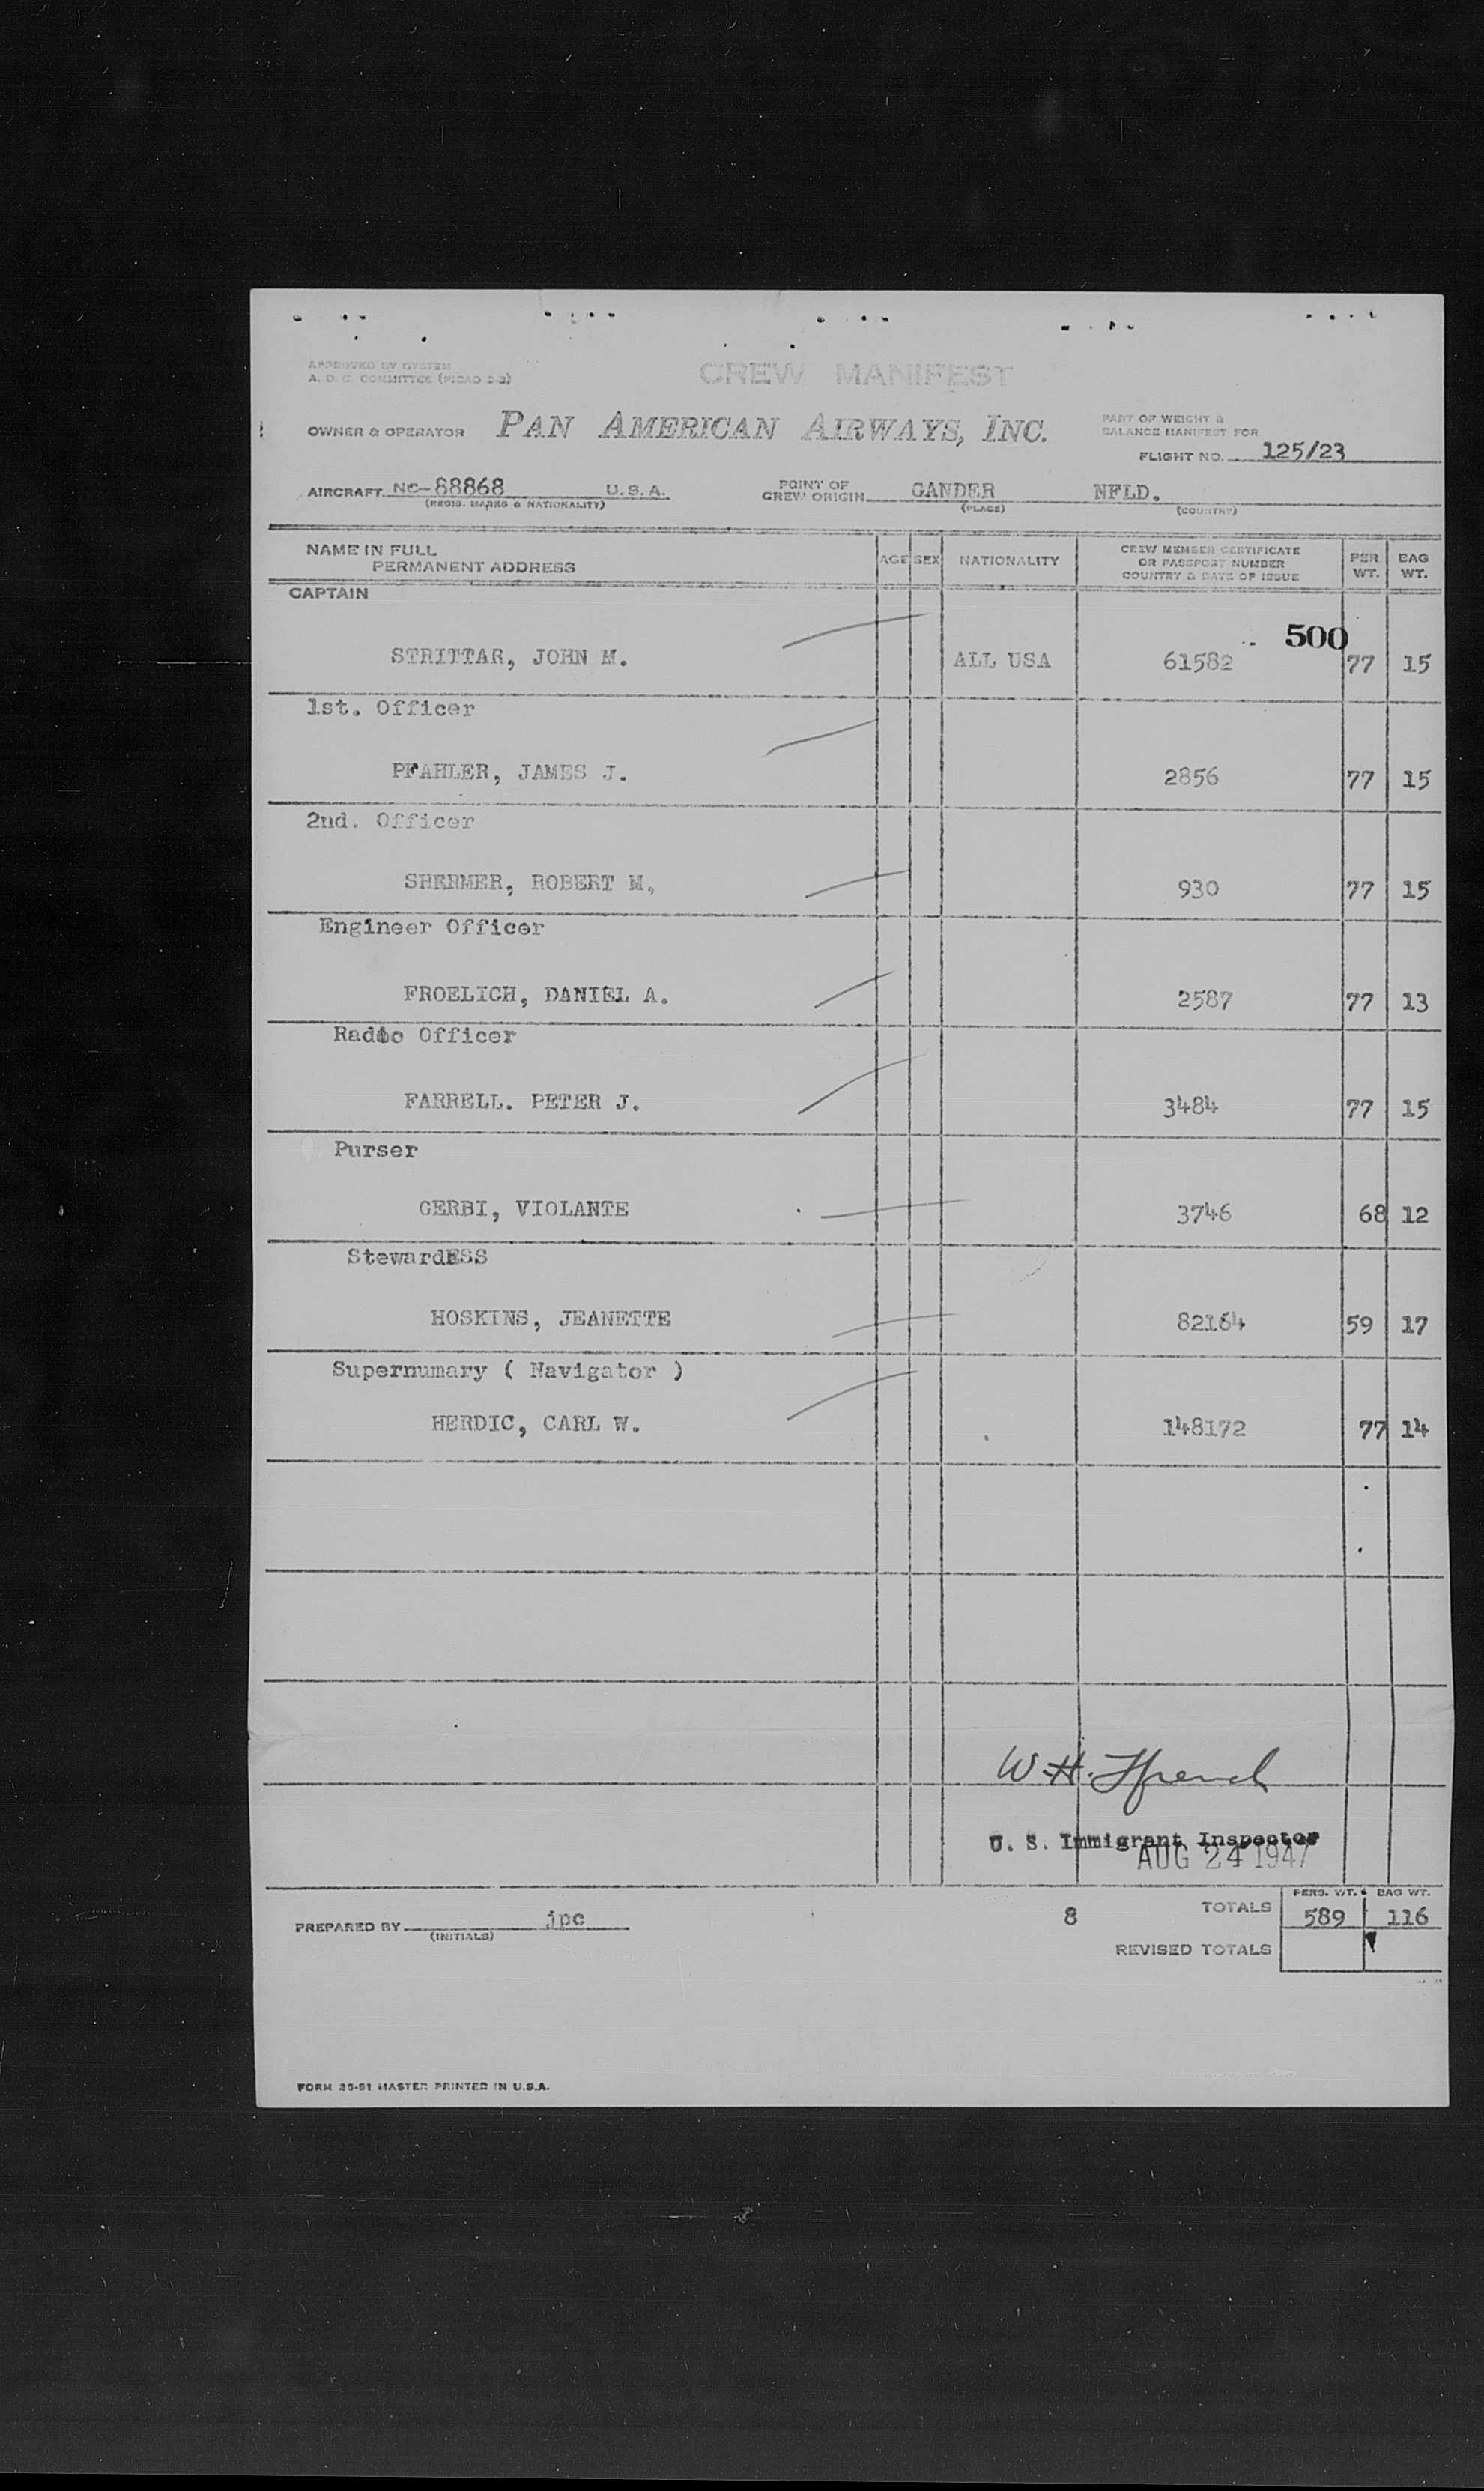 APPROVED BY SYSTEM
A. D. C. COMMITTEE (PICAO 2-3)
CREW MANIFEST
OWNER & OPERATOR PAN AMERICAN AIRWAYS, INC.
PART OF WEIGHT &
BALANCE MANIFEST FOR
FLIGHT NO. 125/23
AIRCRAFT NC-88868 U.S.A.
(REGIS. MARKS & NATIONALITY)
POINT OF
CREW ORIGIN GANDER NFLD.
(PLACE) (COUNTRY)
NAME IN FULL
PERMANENT ADDRESS
AGE SEX NATIONALITY
CREW MEMBER CERTIFICATE
OR PASSPORT NUMBER
COUNTRY & DATE OF ISSUE
PER
WT.
BAG
WT.
CAPTAIN
500
STRITTAR, JOHN M. ALL USA 61582 77 15
1st. Officer
PFAHLER, JAMES J. 2856 77 15
2nd. Officer
SHERMER, ROBERT M, 930 77 15
Engineer Officer
FROELICH, DANIEL A. 2587 77 13
Radio Officer
FARRELL. PETER J. 3484 77 15
Purser
GERBI, VIOLANTE 3746 68 12
StewardESS
HOSKINS, JEANETTE 82164 59 17
Supernumary ( Navigator )
HERDIC, CARL W. 148172 77 14
W. H.
U. S. Immigrant Inspector
AUG 24 1947
PERS. WT. BAG WT.
PREPARED BY jpc 8 TOTALS 589 116
(INITIALS)
REVISED TOTALS
FORM 35-91 MASTER PRINTED IN U.S.A.